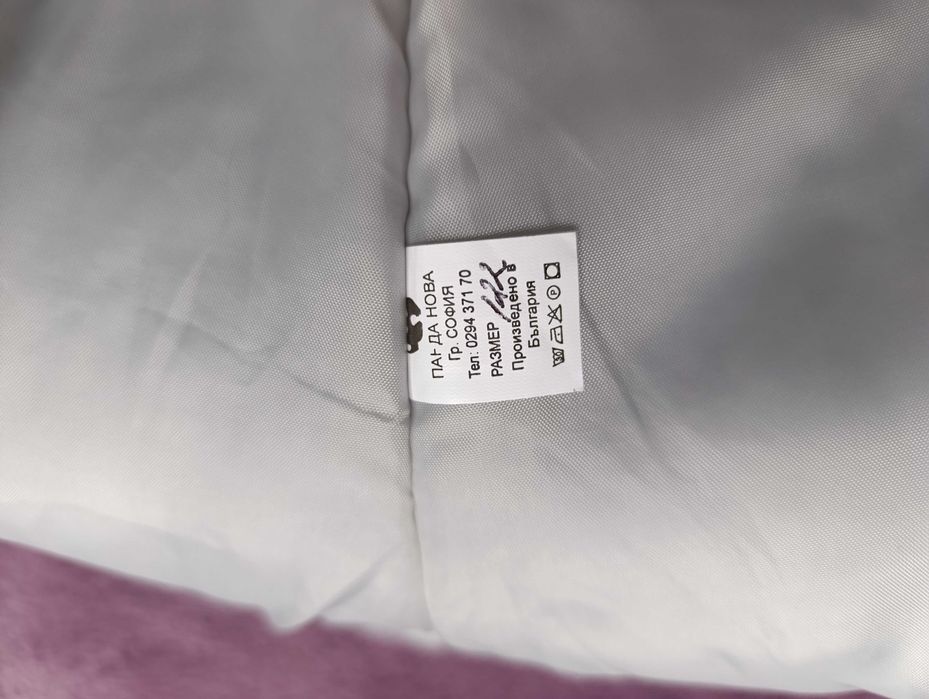 ПАНДА НОВА
Гр. СОФИЯ
Тел: 0294 371 70
РАЗМЕР
Произведено в
България